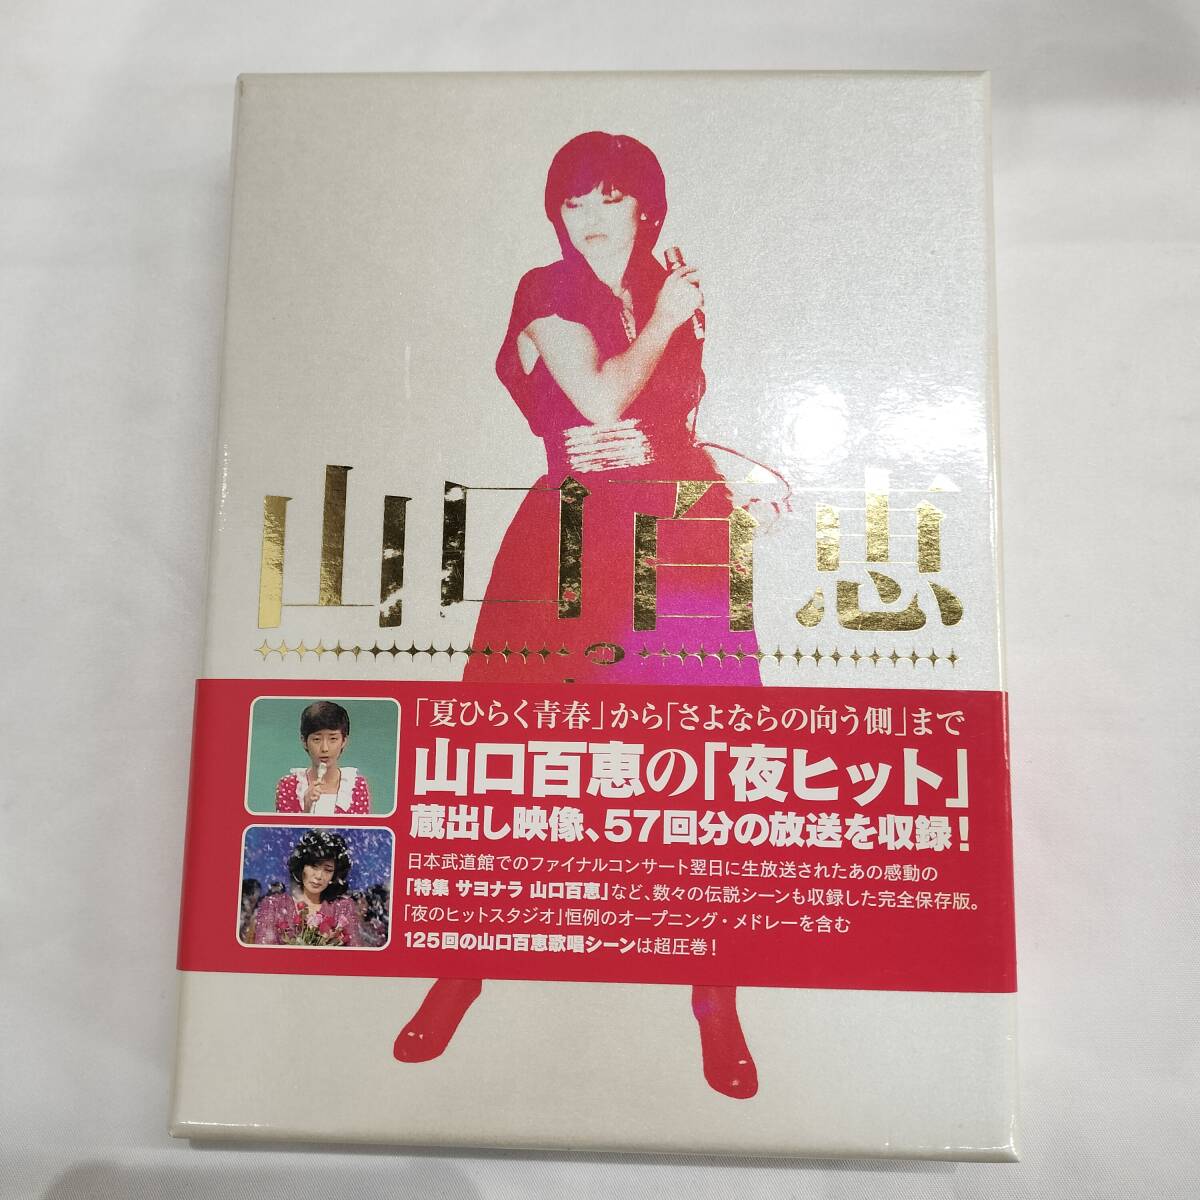 山口百恵
の
「夏ひらく青春」から「さよならの向う側」まで
山口百恵の「夜ヒット」
蔵出し映像、57回分の放送を収録!
日本武道館でのファイナルコンサート翌日に生放送されたあの感動の
「特集 サヨナラ 山口百恵」など、数々の伝説シーンも収録した完全保存版。
「夜のヒットスタジオ」恒例のオープニング・メドレーを含む
125回の山口百恵歌唱シーンは超圧巻!